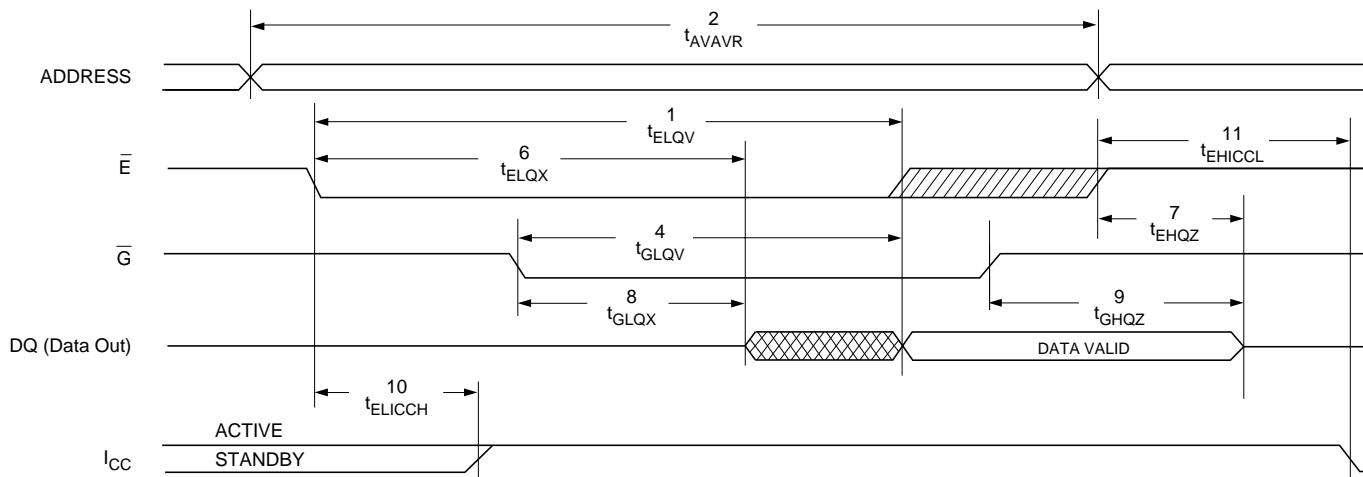 2
tAVAVR
ADDRESS
1
tELQV
11
tEHICCL
6
tELQX
E̅
7
tEHQZ
4
tGLQV
G̅
8
tGLQX
9
tGHQZ
DQ (Data Out)
DATA VALID
10
tELICCH
ACTIVE
ICC
STANDBY